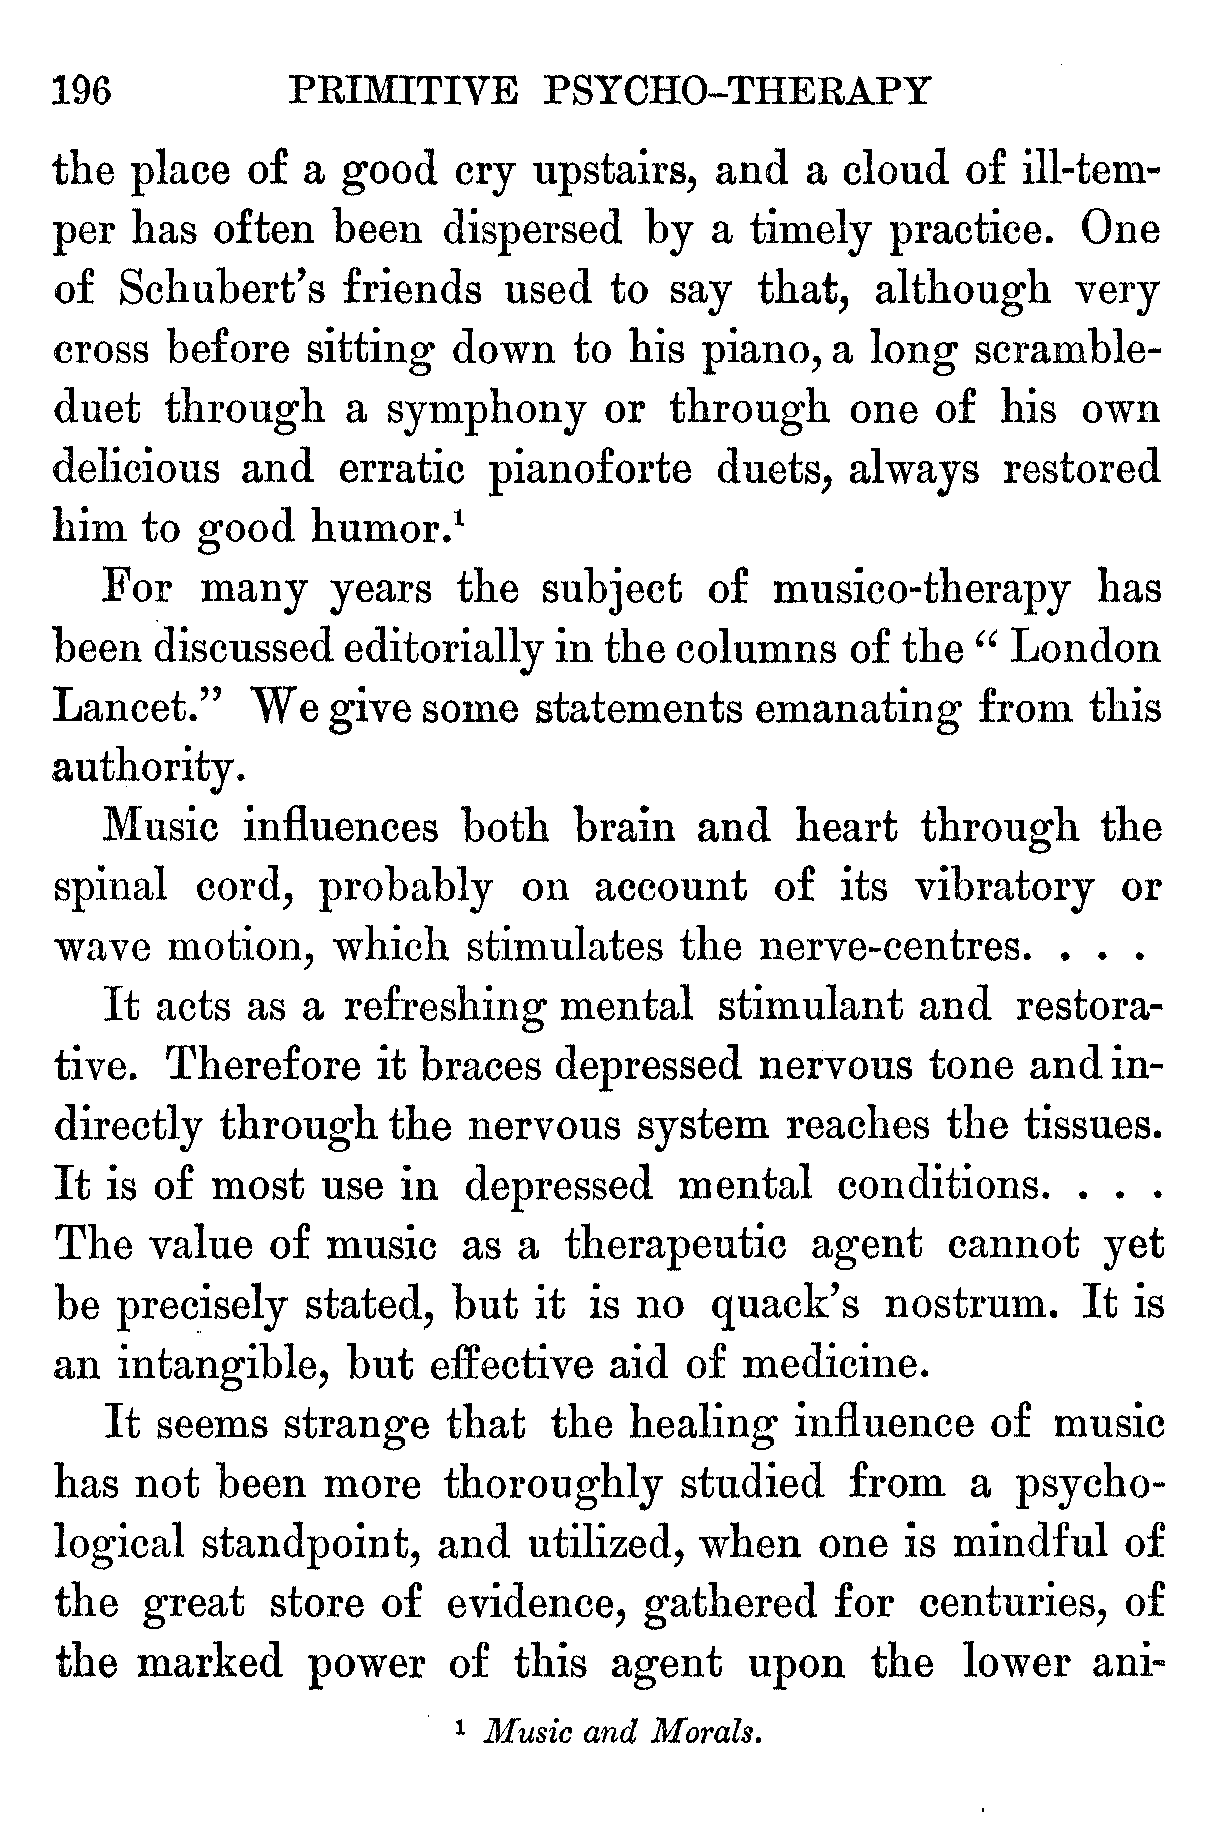 196 PRIMITIVE PSYCHO-THERAPY
the place of a good cry upstairs, and a cloud of ill-tem-
per has often been dispersed by a timely practice. One
of Schubert's friends used to say that, although very
cross before sitting down to his piano, a long scramble-
duet through a symphony or through one of his own
delicious and erratic pianoforte duets, always restored
him to good humor.¹
For many years the subject of musico-therapy has
been discussed editorially in the columns of the “ London
Lancet.” We give some statements emanating from this
authority.
Music influences both brain and heart through the
spinal cord, probably on account of its vibratory or
wave motion, which stimulates the nerve-centres. . . .
It acts as a refreshing mental stimulant and restora-
tive. Therefore it braces depressed nervous tone and in-
directly through the nervous system reaches the tissues.
It is of most use in depressed mental conditions. . . .
The value of music as a therapeutic agent cannot yet
be precisely stated, but it is no quack's nostrum. It is
an intangible, but effective aid of medicine.
It seems strange that the healing influence of music
has not been more thoroughly studied from a psycho-
logical standpoint, and utilized, when one is mindful of
the great store of evidence, gathered for centuries, of
the marked power of this agent upon the lower ani-
¹ Music and Morals.